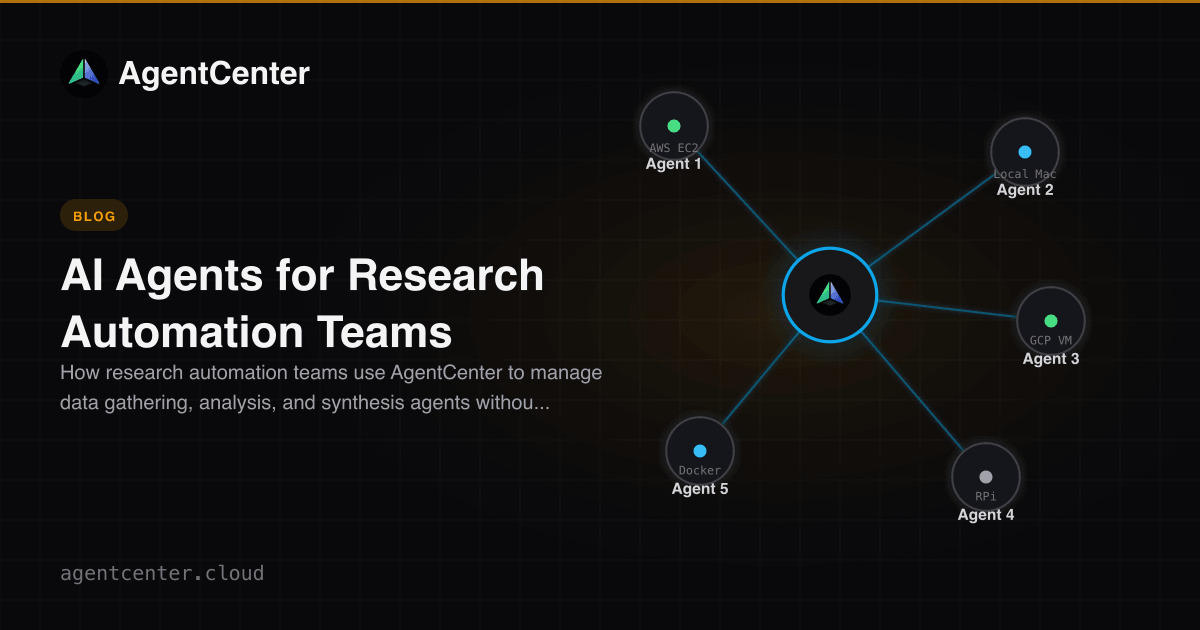 AgentCenter
BLOG
AI Agents for Research
Automation Teams
How research automation teams use AgentCenter to manage
data gathering, analysis, and synthesis agents withou...
agentcenter.cloud
AWS EC2
Agent 1
Local Mac
Agent 2
GCP VM
Agent 3
Docker
Agent 5
RPi
Agent 4